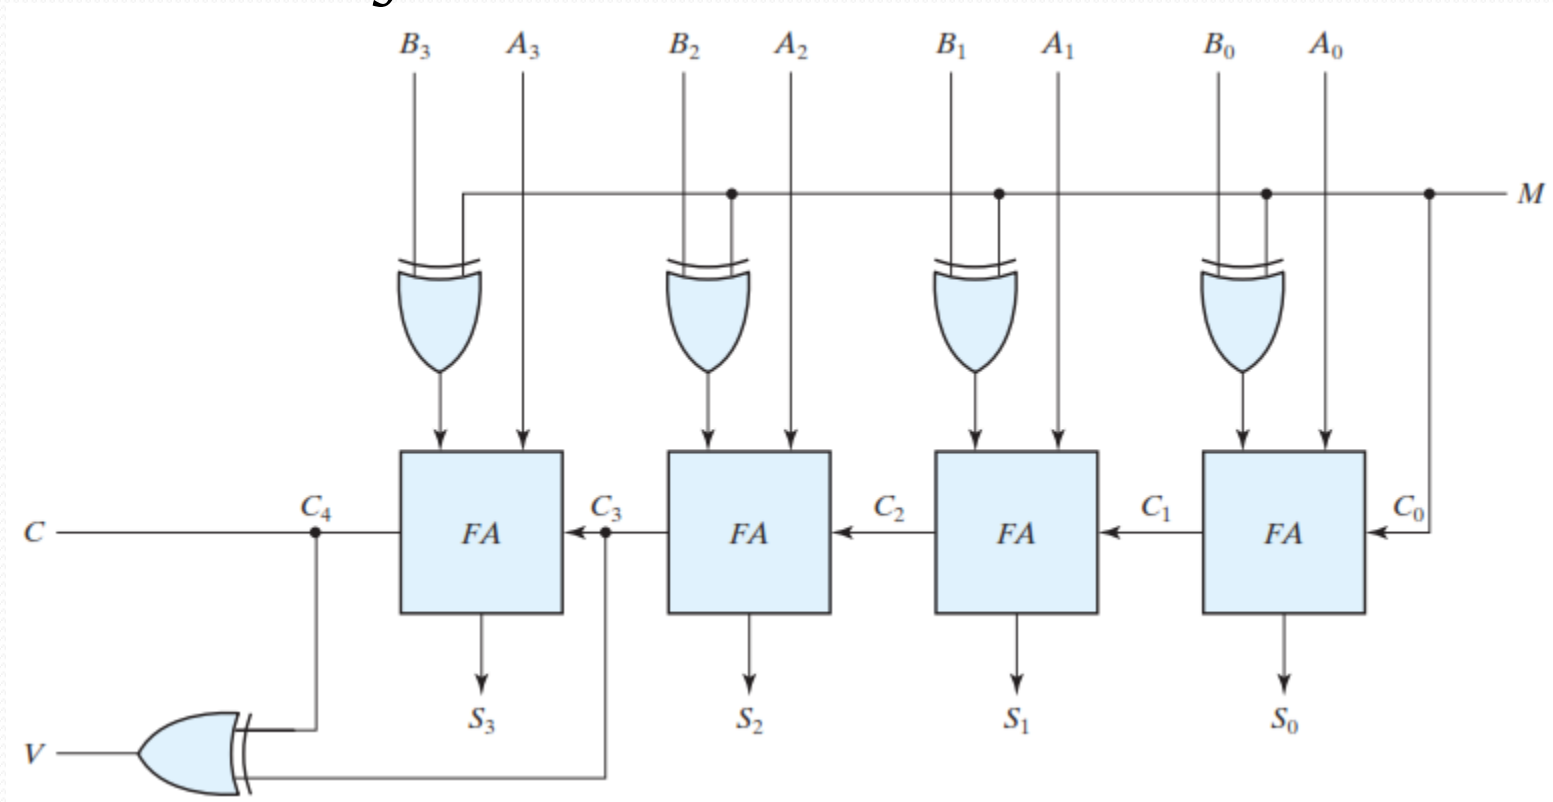 B₃ A₃ B₂ A₂ B₁ A₁ B₀ A₀
M
C₄ C₃ C₂ C₁ C₀
C FA FA FA FA
S₃ S₂ S₁ S₀
V